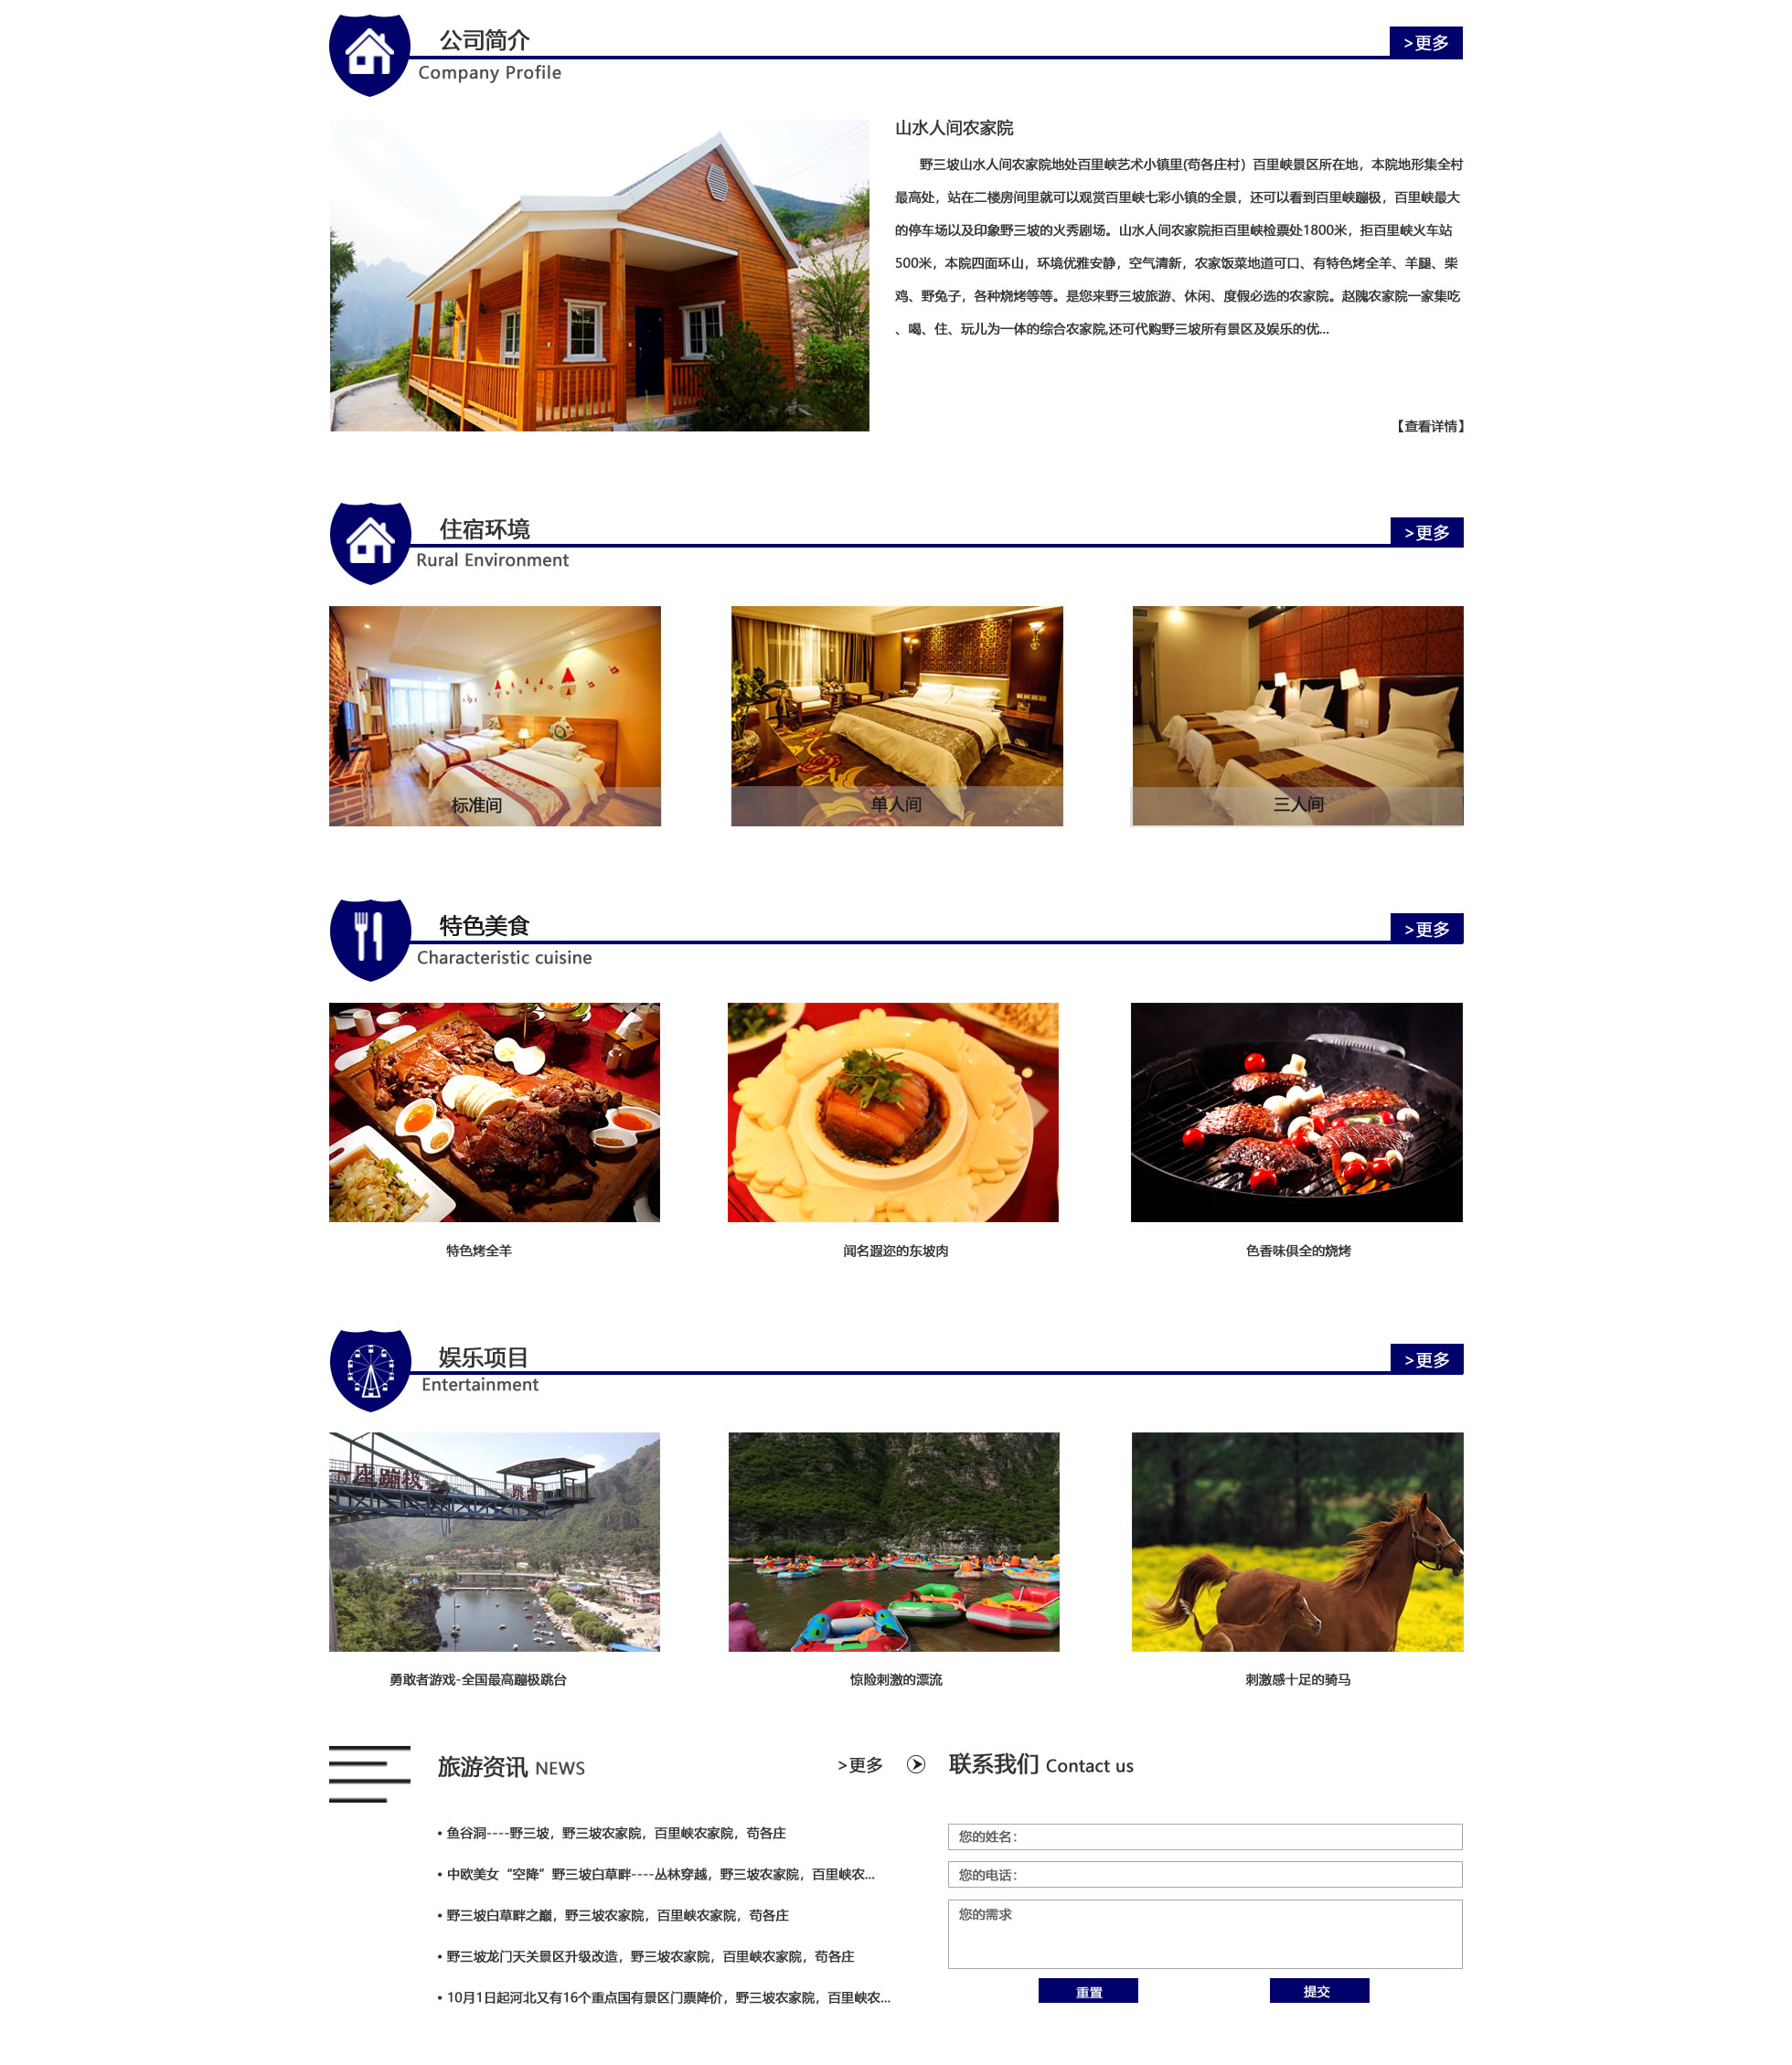 公司简介
>更多
Company Profile
山水人间农家院
野三坡山水人间农家院地处百里峡艺术小镇里(苟各庄村）百里峡景区所在地，本院地形集全村
最高处，站在二楼房间里就可以观赏百里峡七彩小镇的全景，还可以看到百里峡蹦极，百里峡最大
的停车场以及印象野三坡的火秀剧场。山水人间农家院拒百里峡检票处1800米，拒百里峡火车站
500米，本院四面环山，环境优雅安静，空气清新，农家饭菜地道可口、有特色烤全羊、羊腿、柴
鸡、野兔子，各种烧烤等等。是您来野三坡旅游、休闲、度假必选的农家院。赵隗农家院一家集吃
、喝、住、玩儿为一体的综合农家院,还可代购野三坡所有景区及娱乐的优...
【查看详情】
住宿环境
>更多
Rural Environment
标准间
单人间
三人间
特色美食
>更多
Characteristic cuisine
特色烤全羊
闻名遐迩的东坡肉
色香味俱全的烧烤
娱乐项目
>更多
Entertainment
座蹦极
跳台
勇敢者游戏-全国最高蹦极跳台
惊险刺激的漂流
刺激感十足的骑马
旅游资讯 NEWS
>更多
• 鱼谷洞----野三坡，野三坡农家院，百里峡农家院，苟各庄
• 中欧美女“空降”野三坡白草畔----丛林穿越，野三坡农家院，百里峡农...
• 野三坡白草畔之巅，野三坡农家院，百里峡农家院，苟各庄
• 野三坡龙门天关景区升级改造，野三坡农家院，百里峡农家院，苟各庄
• 10月1日起河北又有16个重点国有景区门票降价，野三坡农家院，百里峡农...
联系我们 Contact us
您的姓名：
您的电话：
您的需求
重置
提交